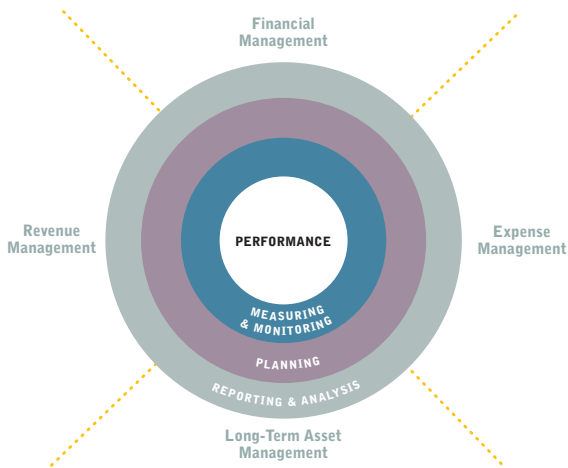 Financial
Management
Revenue
Management
PERFORMANCE
Expense
Management
MEASURING
& MONITORING
PLANNING
REPORTING & ANALYSIS
Long-Term Asset
Management